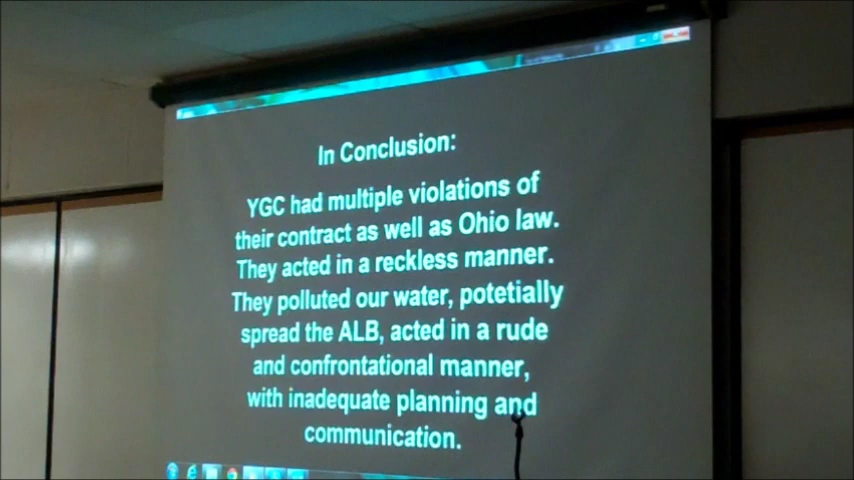 In Conclusion:
YGC had multiple violations of
their contract as well as Ohio law.
They acted in a reckless manner.
They polluted our water, potetially
spread the ALB, acted in a rude
and confrontational manner,
with inadequate planning and
communication.